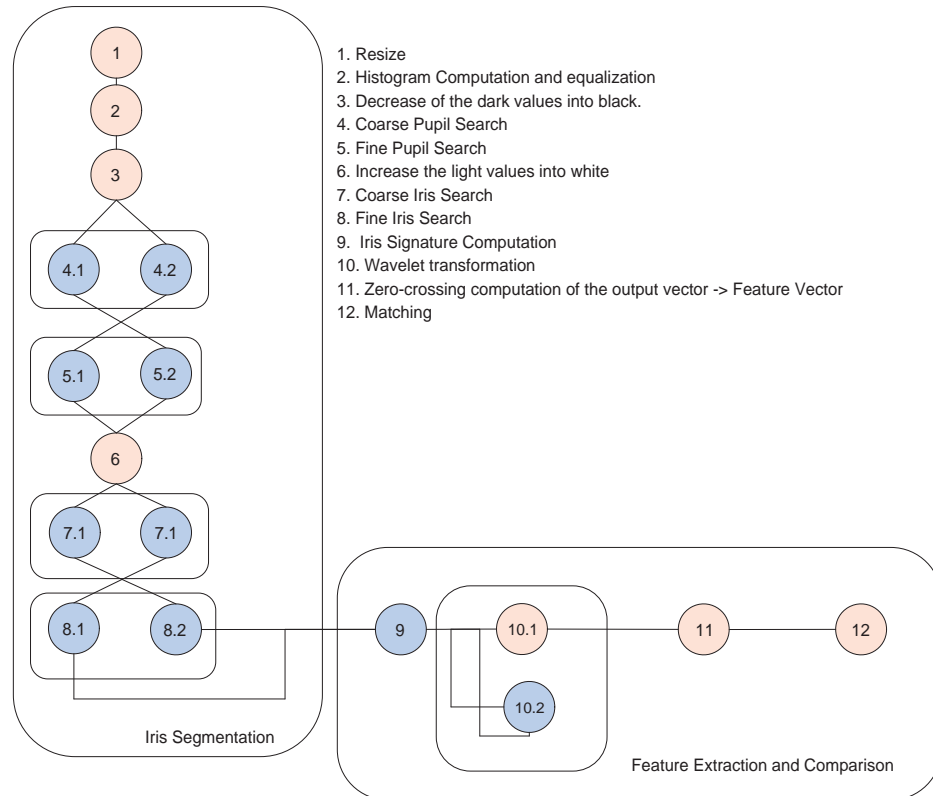 1
2
3
4.1
4.2
5.1
5.2
6
7.1
7.1
8.1
8.2
Iris Segmentation
1. Resize
2. Histogram Computation and equalization
3. Decrease of the dark values into black.
4. Coarse Pupil Search
5. Fine Pupil Search
6. Increase the light values into white
7. Coarse Iris Search
8. Fine Iris Search
9. Iris Signature Computation
10. Wavelet transformation
11. Zero-crossing computation of the output vector -> Feature Vector
12. Matching
9
10.1
11
12
10.2
Feature Extraction and Comparison